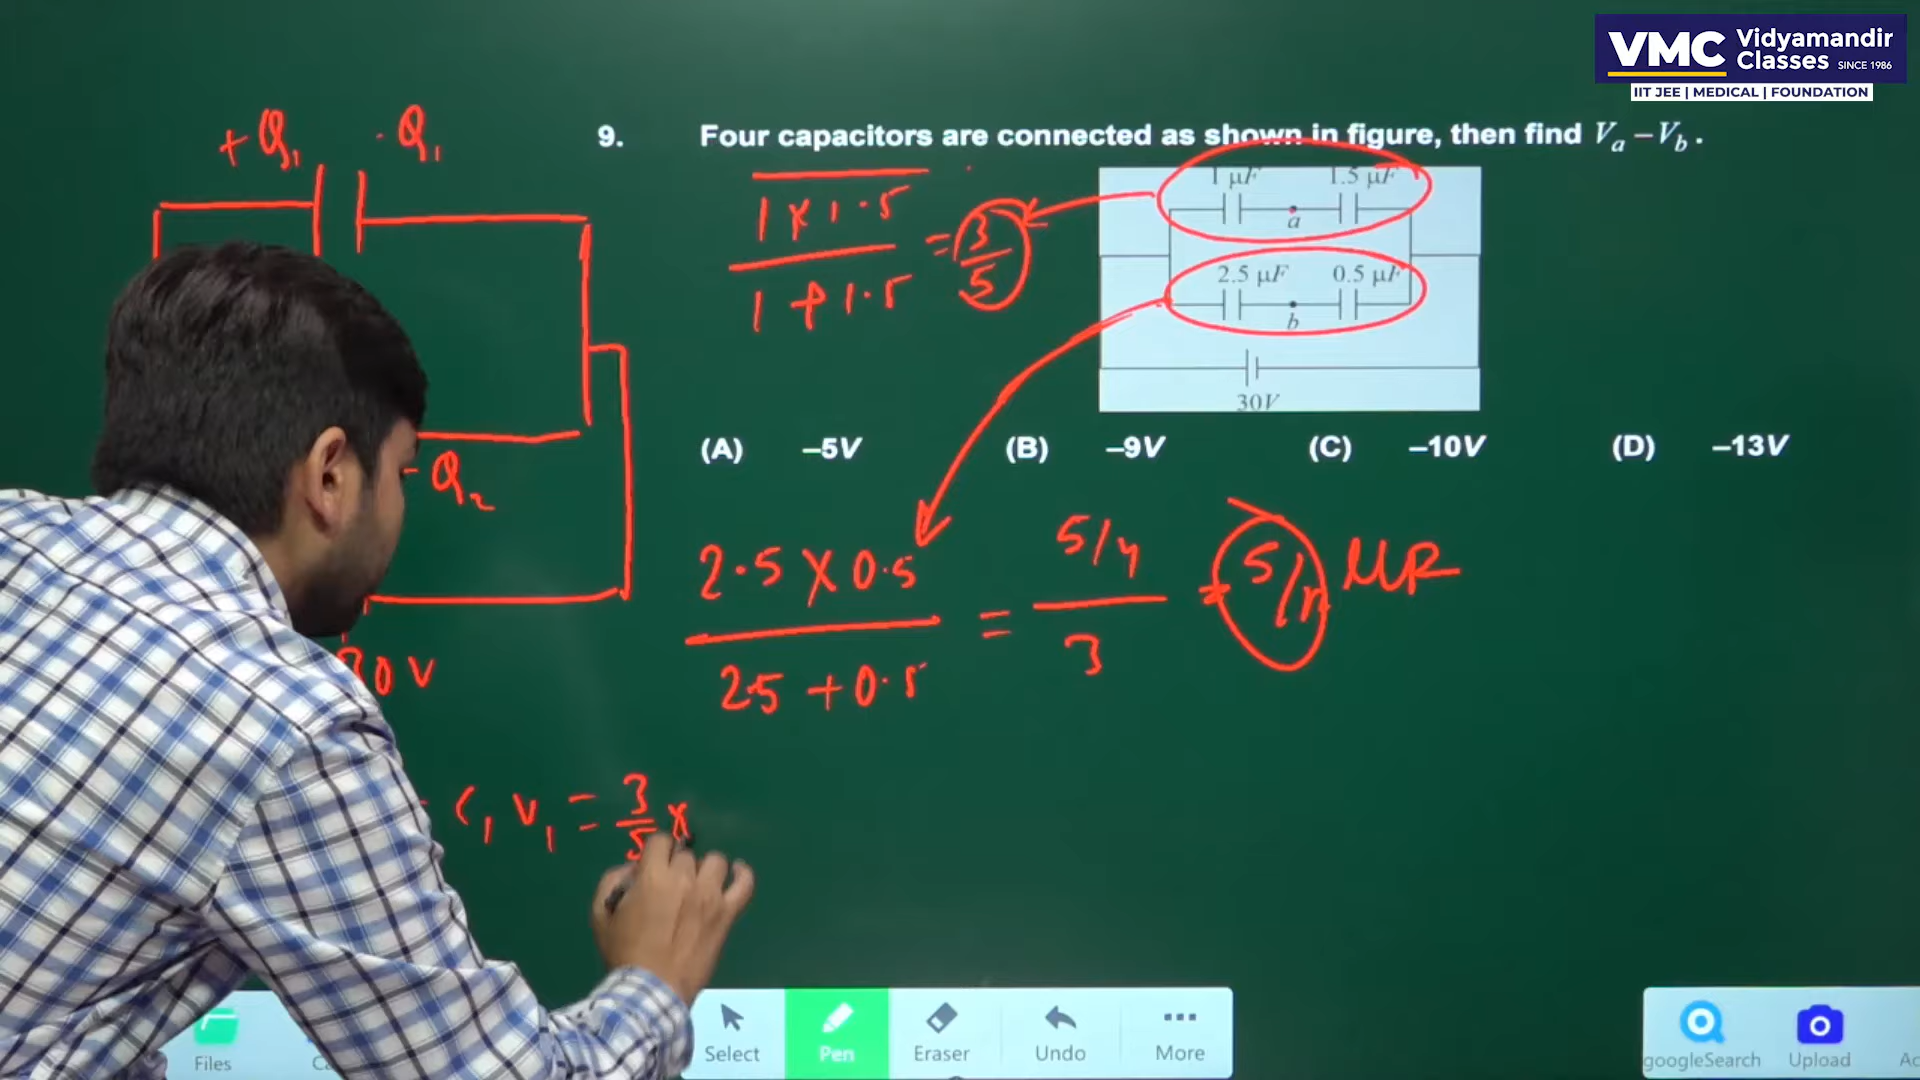 VMC Vidyamandir Classes SINCE 1986
IIT JEE | MEDICAL | FOUNDATION
9. Four capacitors are connected as shown in figure, then find Va – Vb .
1 μF 1.5 μF
a
2.5 μF 0.5 μF
b
30V
(A) –5V (B) –9V (C) –10V (D) –13V
+Q1 -Q1
1 x 1.5
1 + 1.5
= 3/5
- Q2
30 V
2.5 X 0.5
2.5 + 0.5
= 5/4
3
= 5/12 μF
C1 V1 = 3/5 x
Files
Select
Pen
Eraser
Undo
More
googleSearch
Upload